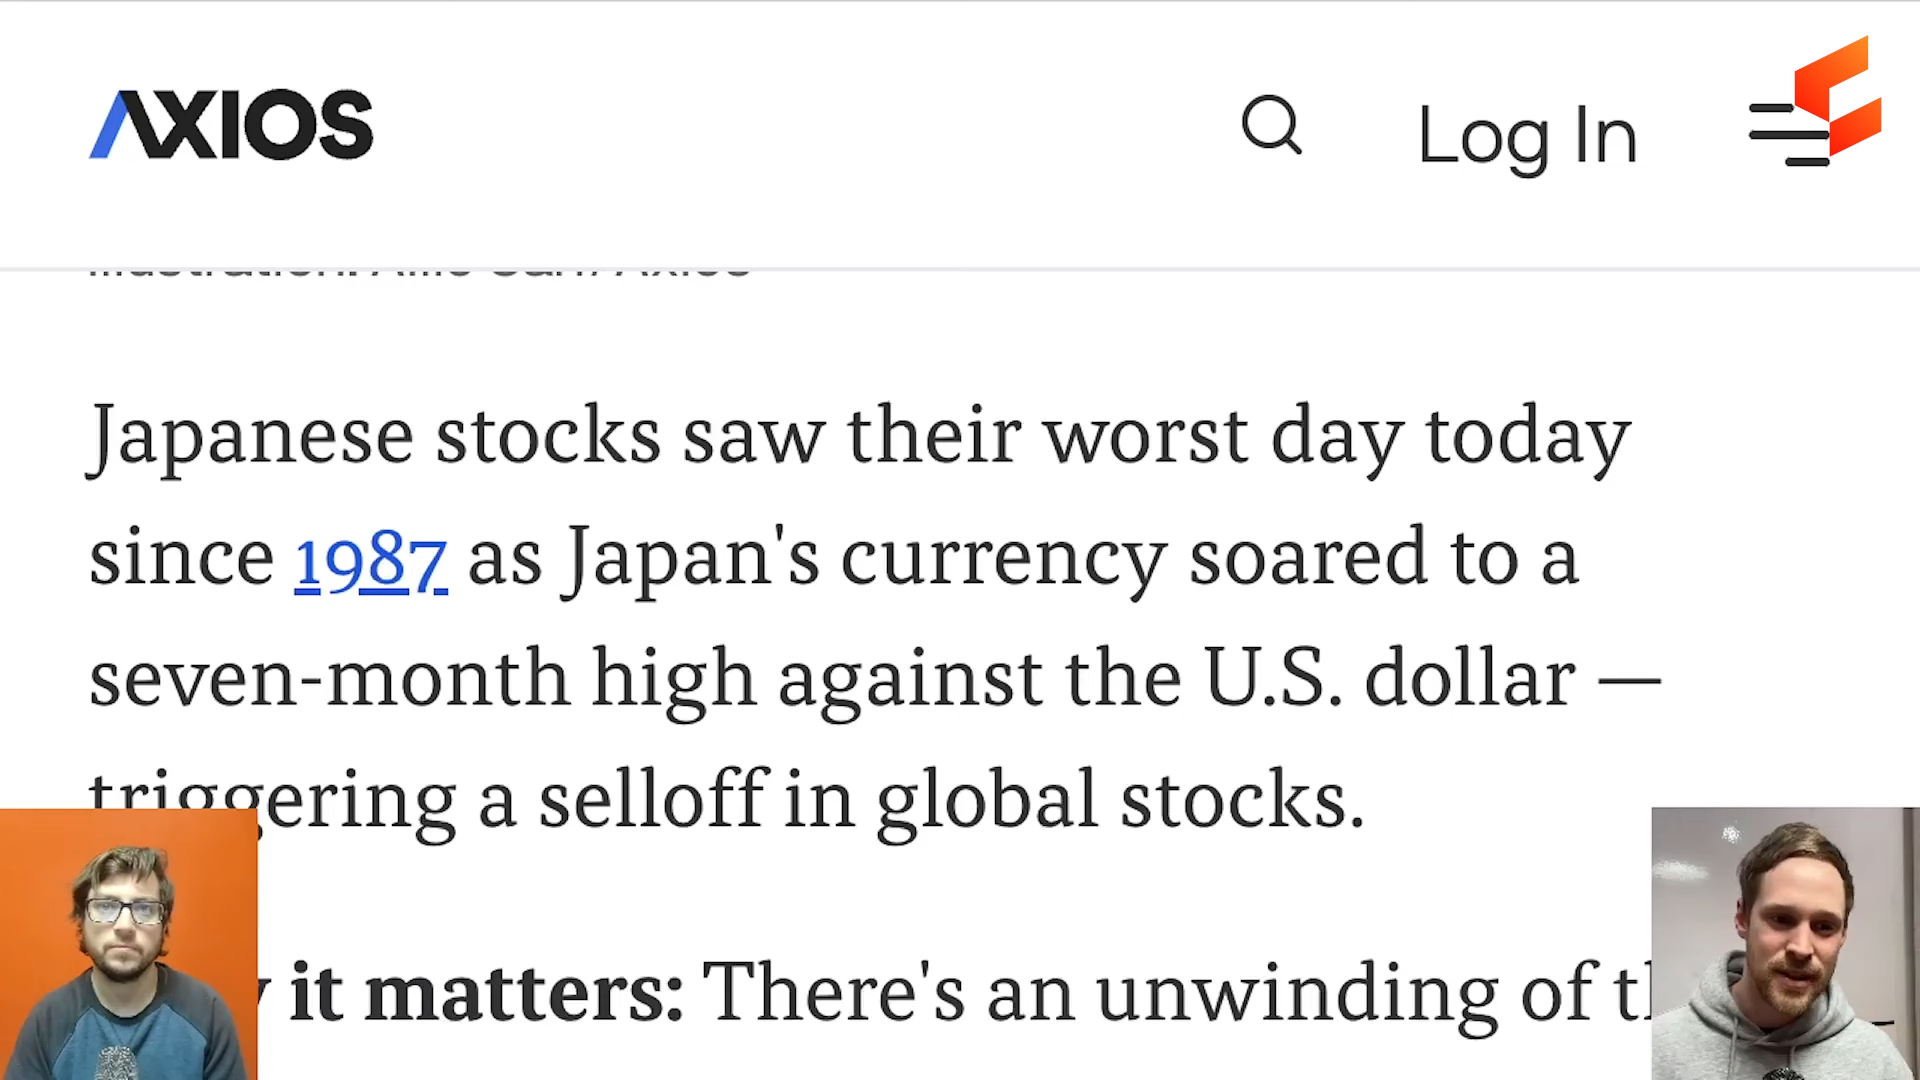 AXIOS
Log In
Japanese stocks saw their worst day today
since 1987 as Japan's currency soared to a
seven-month high against the U.S. dollar —
triggering a selloff in global stocks.
it matters: There's an unwinding of